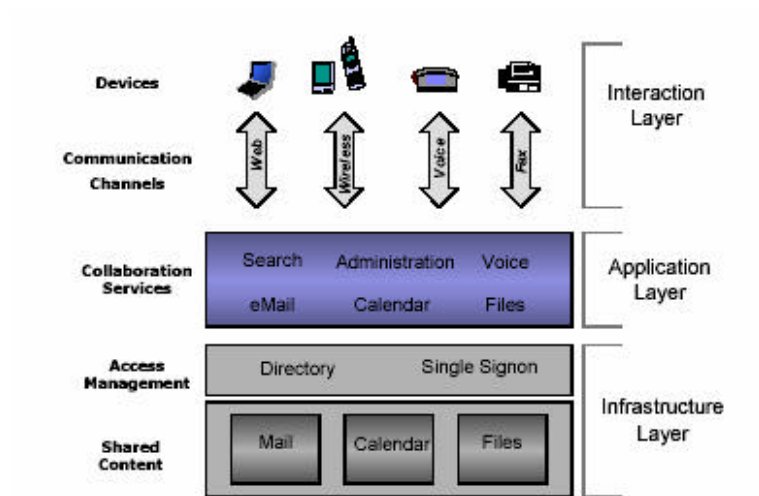 Devices
Interaction
Layer
Communication
Channels
Web
Wireless
Voice
Fax
Collaboration
Services
Search Administration Voice
eMail Calendar Files
Application
Layer
Access
Management
Directory Single Signon
Shared
Content
Mail Calendar Files
Infrastructure
Layer